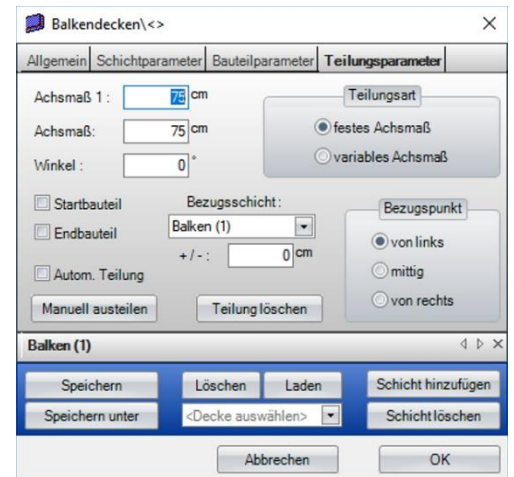 Balkendecken\<>
Allgemein Schichtparameter Bauteilparameter Teilungsparameter
Achsmaß 1 : 75 cm
Teilungsart
Achsmaß: 75 cm
festes Achsmaß
Winkel : 0 °
variables Achsmaß
Startbauteil
Bezugsschicht:
Bezugspunkt
Endbauteil
Balken (1)
von links
+ / - : 0 cm
mittig
Autom. Teilung
von rechts
Manuell austeilen
Teilung löschen
Balken (1)
Speichern Löschen Laden Schicht hinzufügen
Speichern unter <Decke auswählen> Schicht löschen
Abbrechen OK